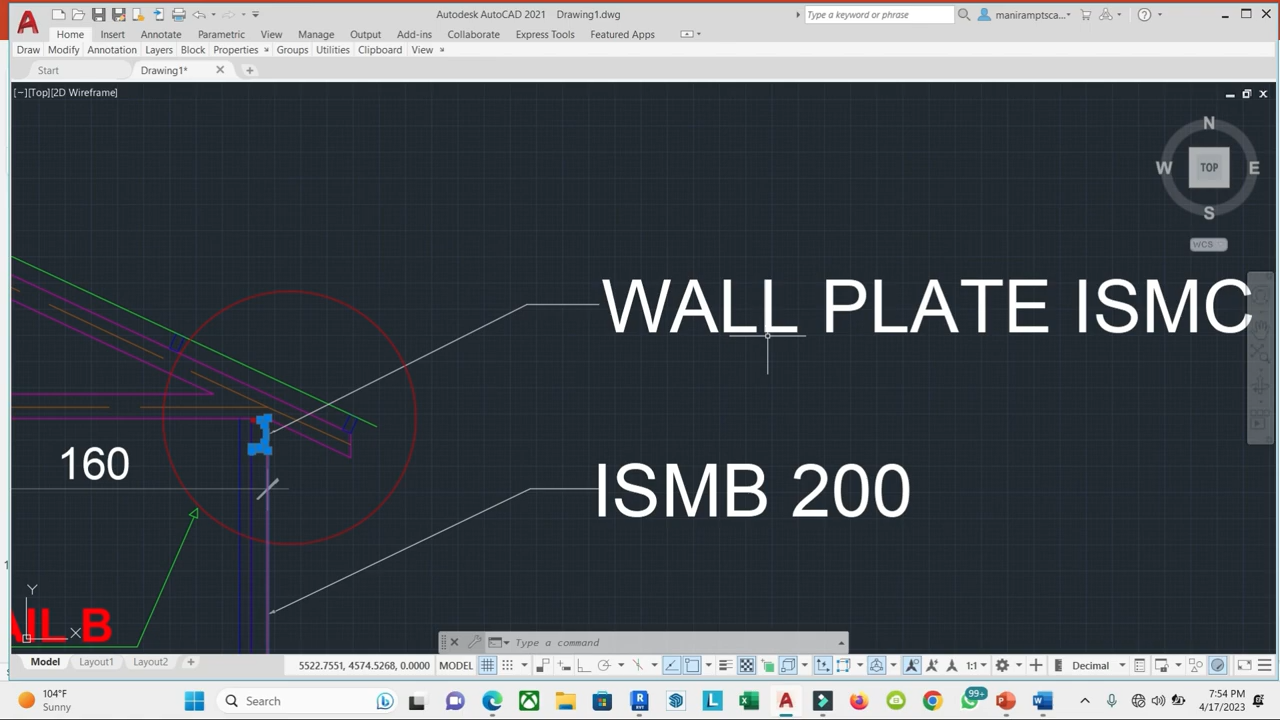 Autodesk AutoCAD 2021 Drawing1.dwg
Type a keyword or phrase
maniramptsca...
Home Insert Annotate Parametric View Manage Output Add-ins Collaborate Express Tools Featured Apps
Draw Modify Annotation Layers Block Properties Groups Utilities Clipboard View
Start Drawing1*
[−][Top][2D Wireframe]
N
W TOP E
S
WCS
WALL PLATE ISMC
160
ISMB 200
Y
X
AIL B
Type a command
Model Layout1 Layout2
5522.7551, 4574.5268, 0.0000 MODEL 1:1 Decimal
104°F
Sunny
Search
99+
7:54 PM
4/17/2023